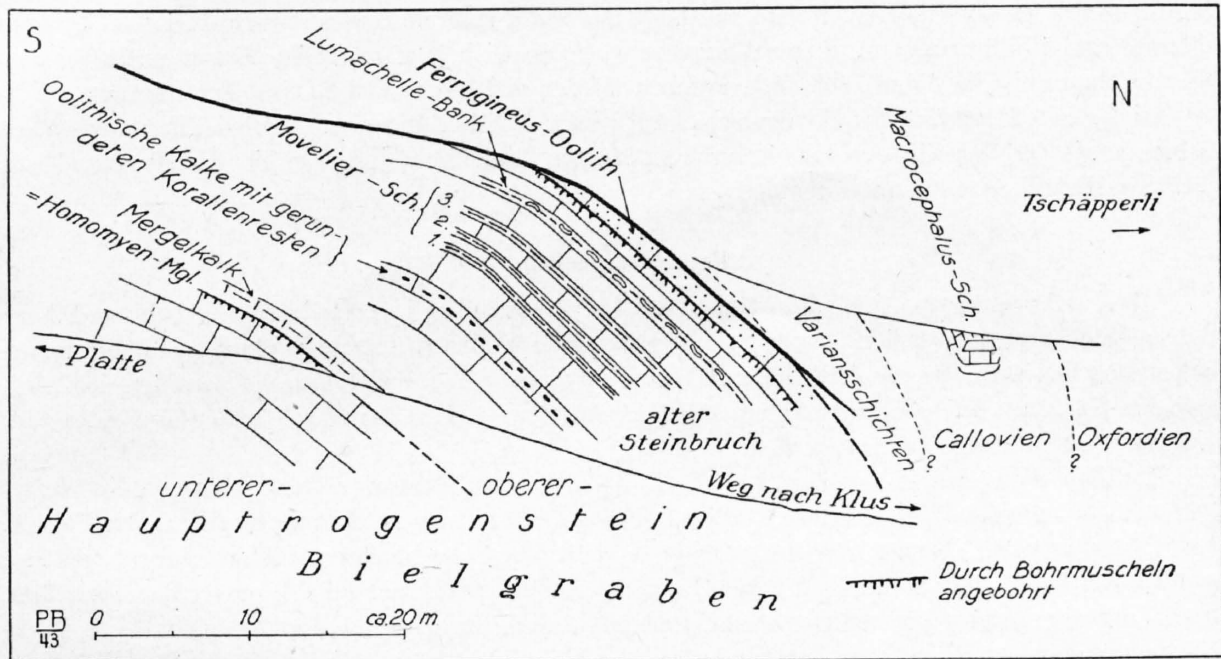 S
N
Ferrugineus-Oolith
Lumachelle-Bank
Movelier-Sch.
3.
2.
1.
Oolithische Kalke mit gerun-
deten Korallenresten
Mergelkalk
=Homomyen-Mgl.
Platte
Macrocephalus-Sch.
Tschäpperli
Variansschichten
alter
Steinbruch
Callovien
Oxfordien
?
?
Weg nach Klus
unterer-
oberer-
Hauptrogenstein
Bielgraben
Durch Bohrmuscheln
angebohrt
PB
43
0 10 ca.20 m.